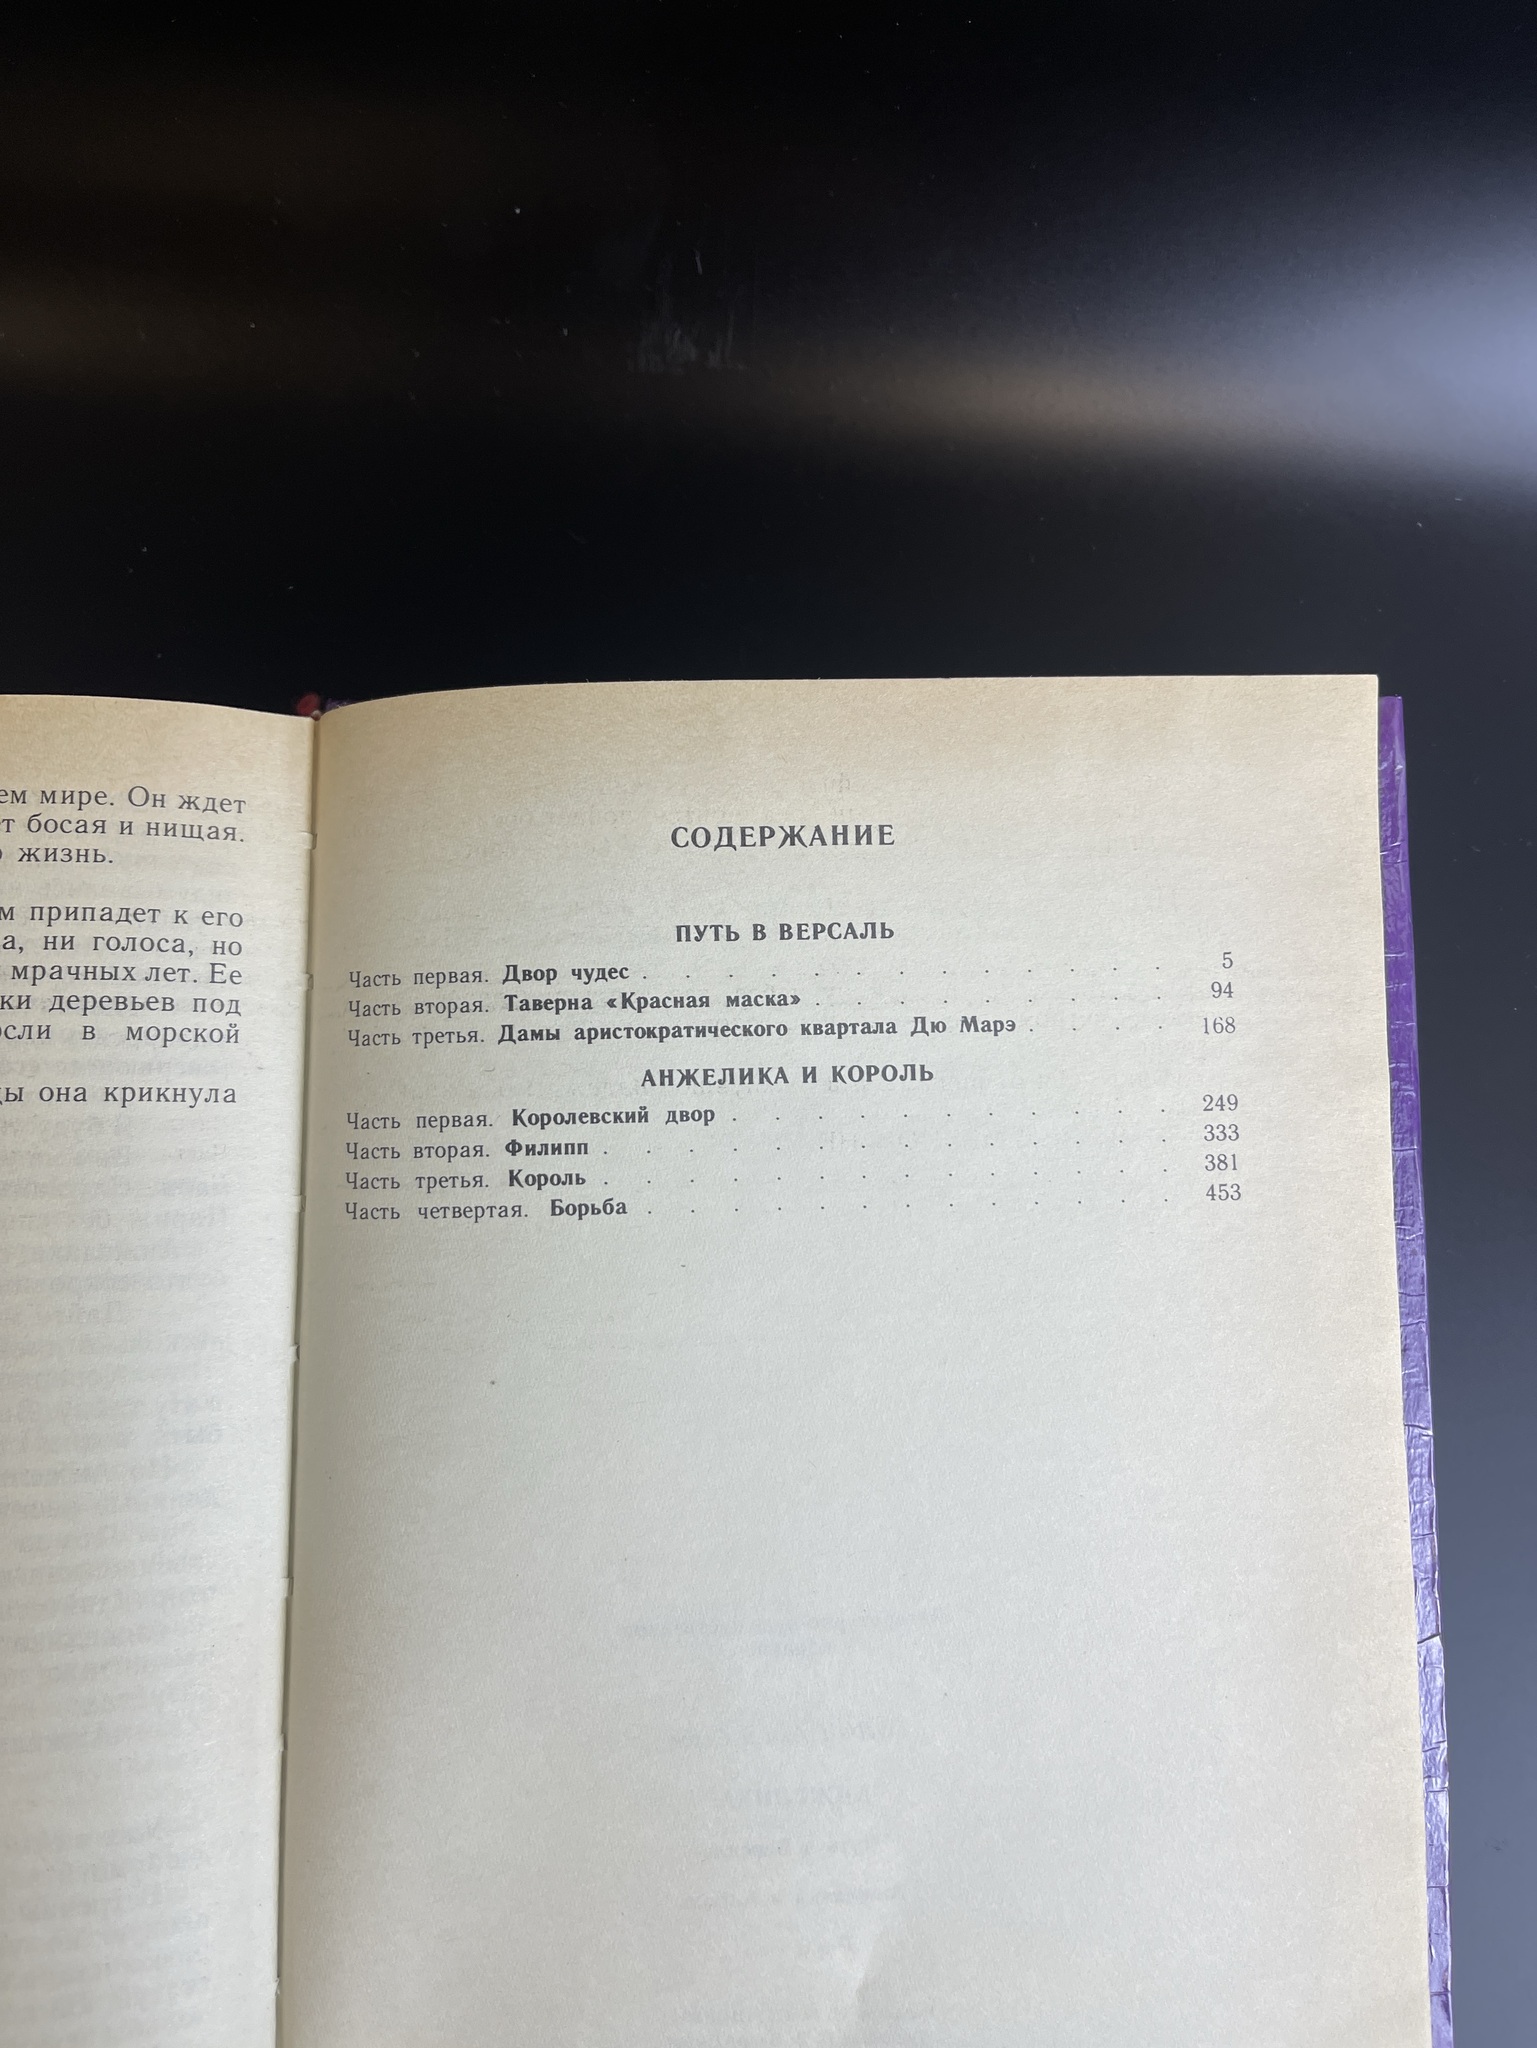 ем мире. Он ждет
т босая и нищая.
жизнь.
м припадет к его
а, ни голоса, но
мрачных лет. Ее
ки деревьев под
сли в морской
ды она крикнула
СОДЕРЖАНИЕ
ПУТЬ В ВЕРСАЛЬ
Часть первая. Двор чудес . . . . . . . . . . . . . 5
Часть вторая. Таверна «Красная маска» . . . . . . . . . 94
Часть третья. Дамы аристократического квартала Дю Марэ . . . . 168
АНЖЕЛИКА И КОРОЛЬ
Часть первая. Королевский двор . . . . . . . . . . . 249
Часть вторая. Филипп . . . . . . . . . . . . . . 333
Часть третья. Король . . . . . . . . . . . . . . 381
Часть четвертая. Борьба . . . . . . . . . . . . . 453